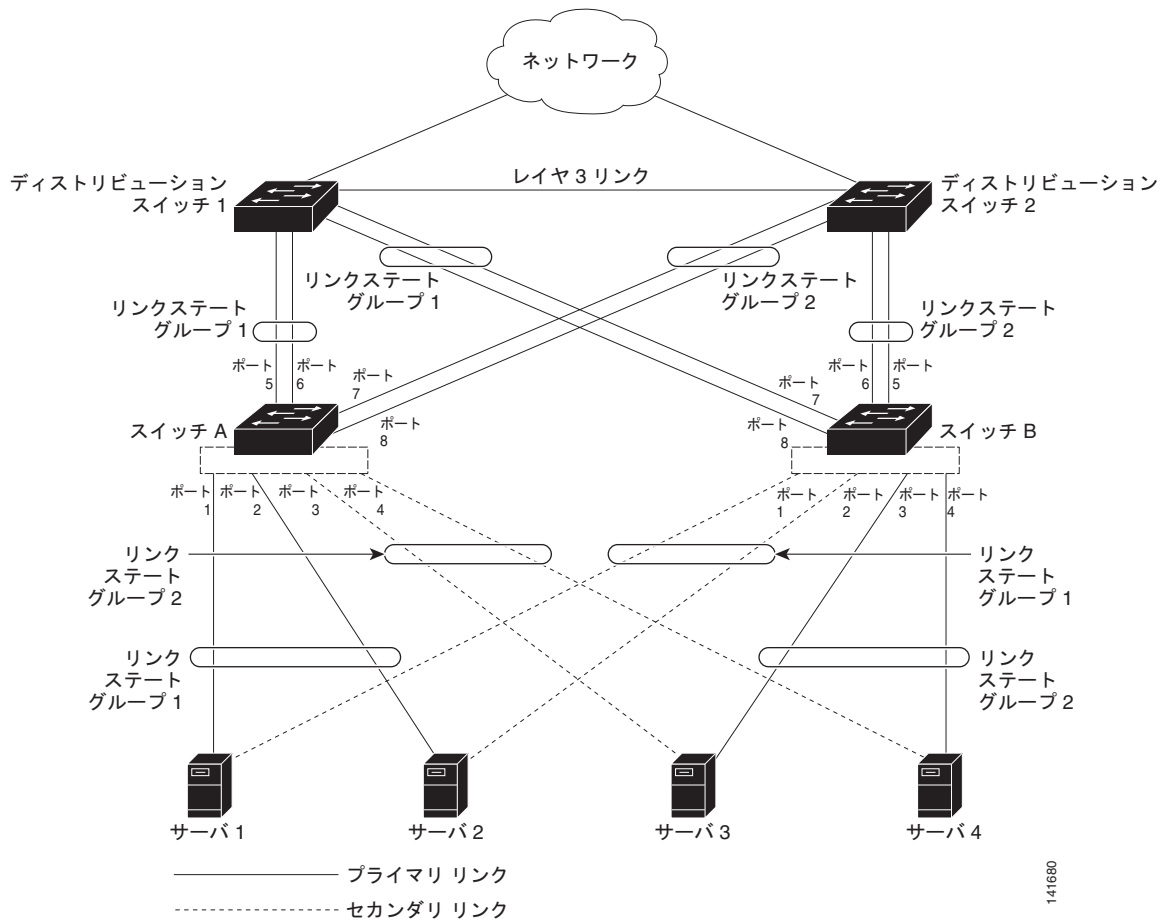 ネットワーク
レイヤ 3 リンク
ディストリビューション
スイッチ 1
ディストリビューション
スイッチ 2
リンクステート
グループ 1
リンクステート
グループ 2
リンクステート
グループ 1
リンクステート
グループ 2
ポート
5
ポート
6
ポート
7
ポート
8
ポート
7
ポート
8
ポート
6
ポート
5
スイッチ A
スイッチ B
ポート
1
ポート
2
ポート
3
ポート
4
ポート
1
ポート
2
ポート
3
ポート
4
リンク
ステート
グループ 2
リンク
ステート
グループ 1
リンク
ステート
グループ 1
リンク
ステート
グループ 2
サーバ 1
サーバ 2
サーバ 3
サーバ 4
プライマリ リンク
セカンダリ リンク
141680